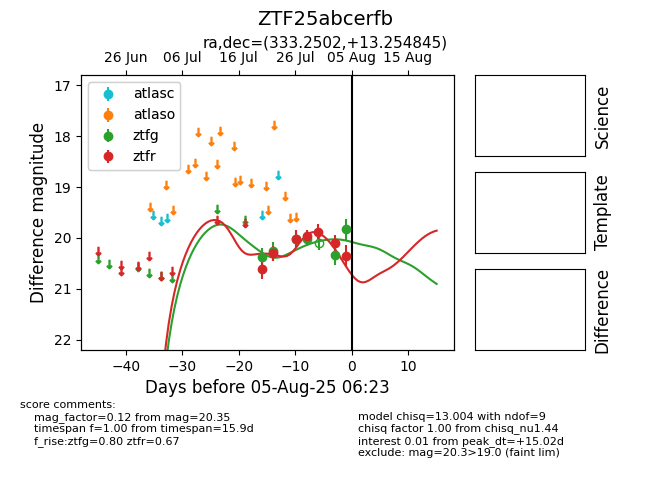 ZTF25abcerfb
ra,dec=(333.2502,+13.254845)
26 Jun 06 Jul 16 Jul 26 Jul 05 Aug 15 Aug
17
18
19
20
21
22
Difference magnitude
atlasc
atlaso
ztfg
ztfr
−40 −30 −20 −10 0 10
Days before 05-Aug-25 06:23
Science
Template
Difference
score comments:
mag_factor=0.12 from mag=20.35
timespan f=1.00 from timespan=15.9d
f_rise:ztfg=0.80 ztfr=0.67
model chisq=13.004 with ndof=9
chisq factor 1.00 from chisq_nu1.44
interest 0.01 from peak_dt=+15.02d
exclude: mag=20.3>19.0 (faint lim)